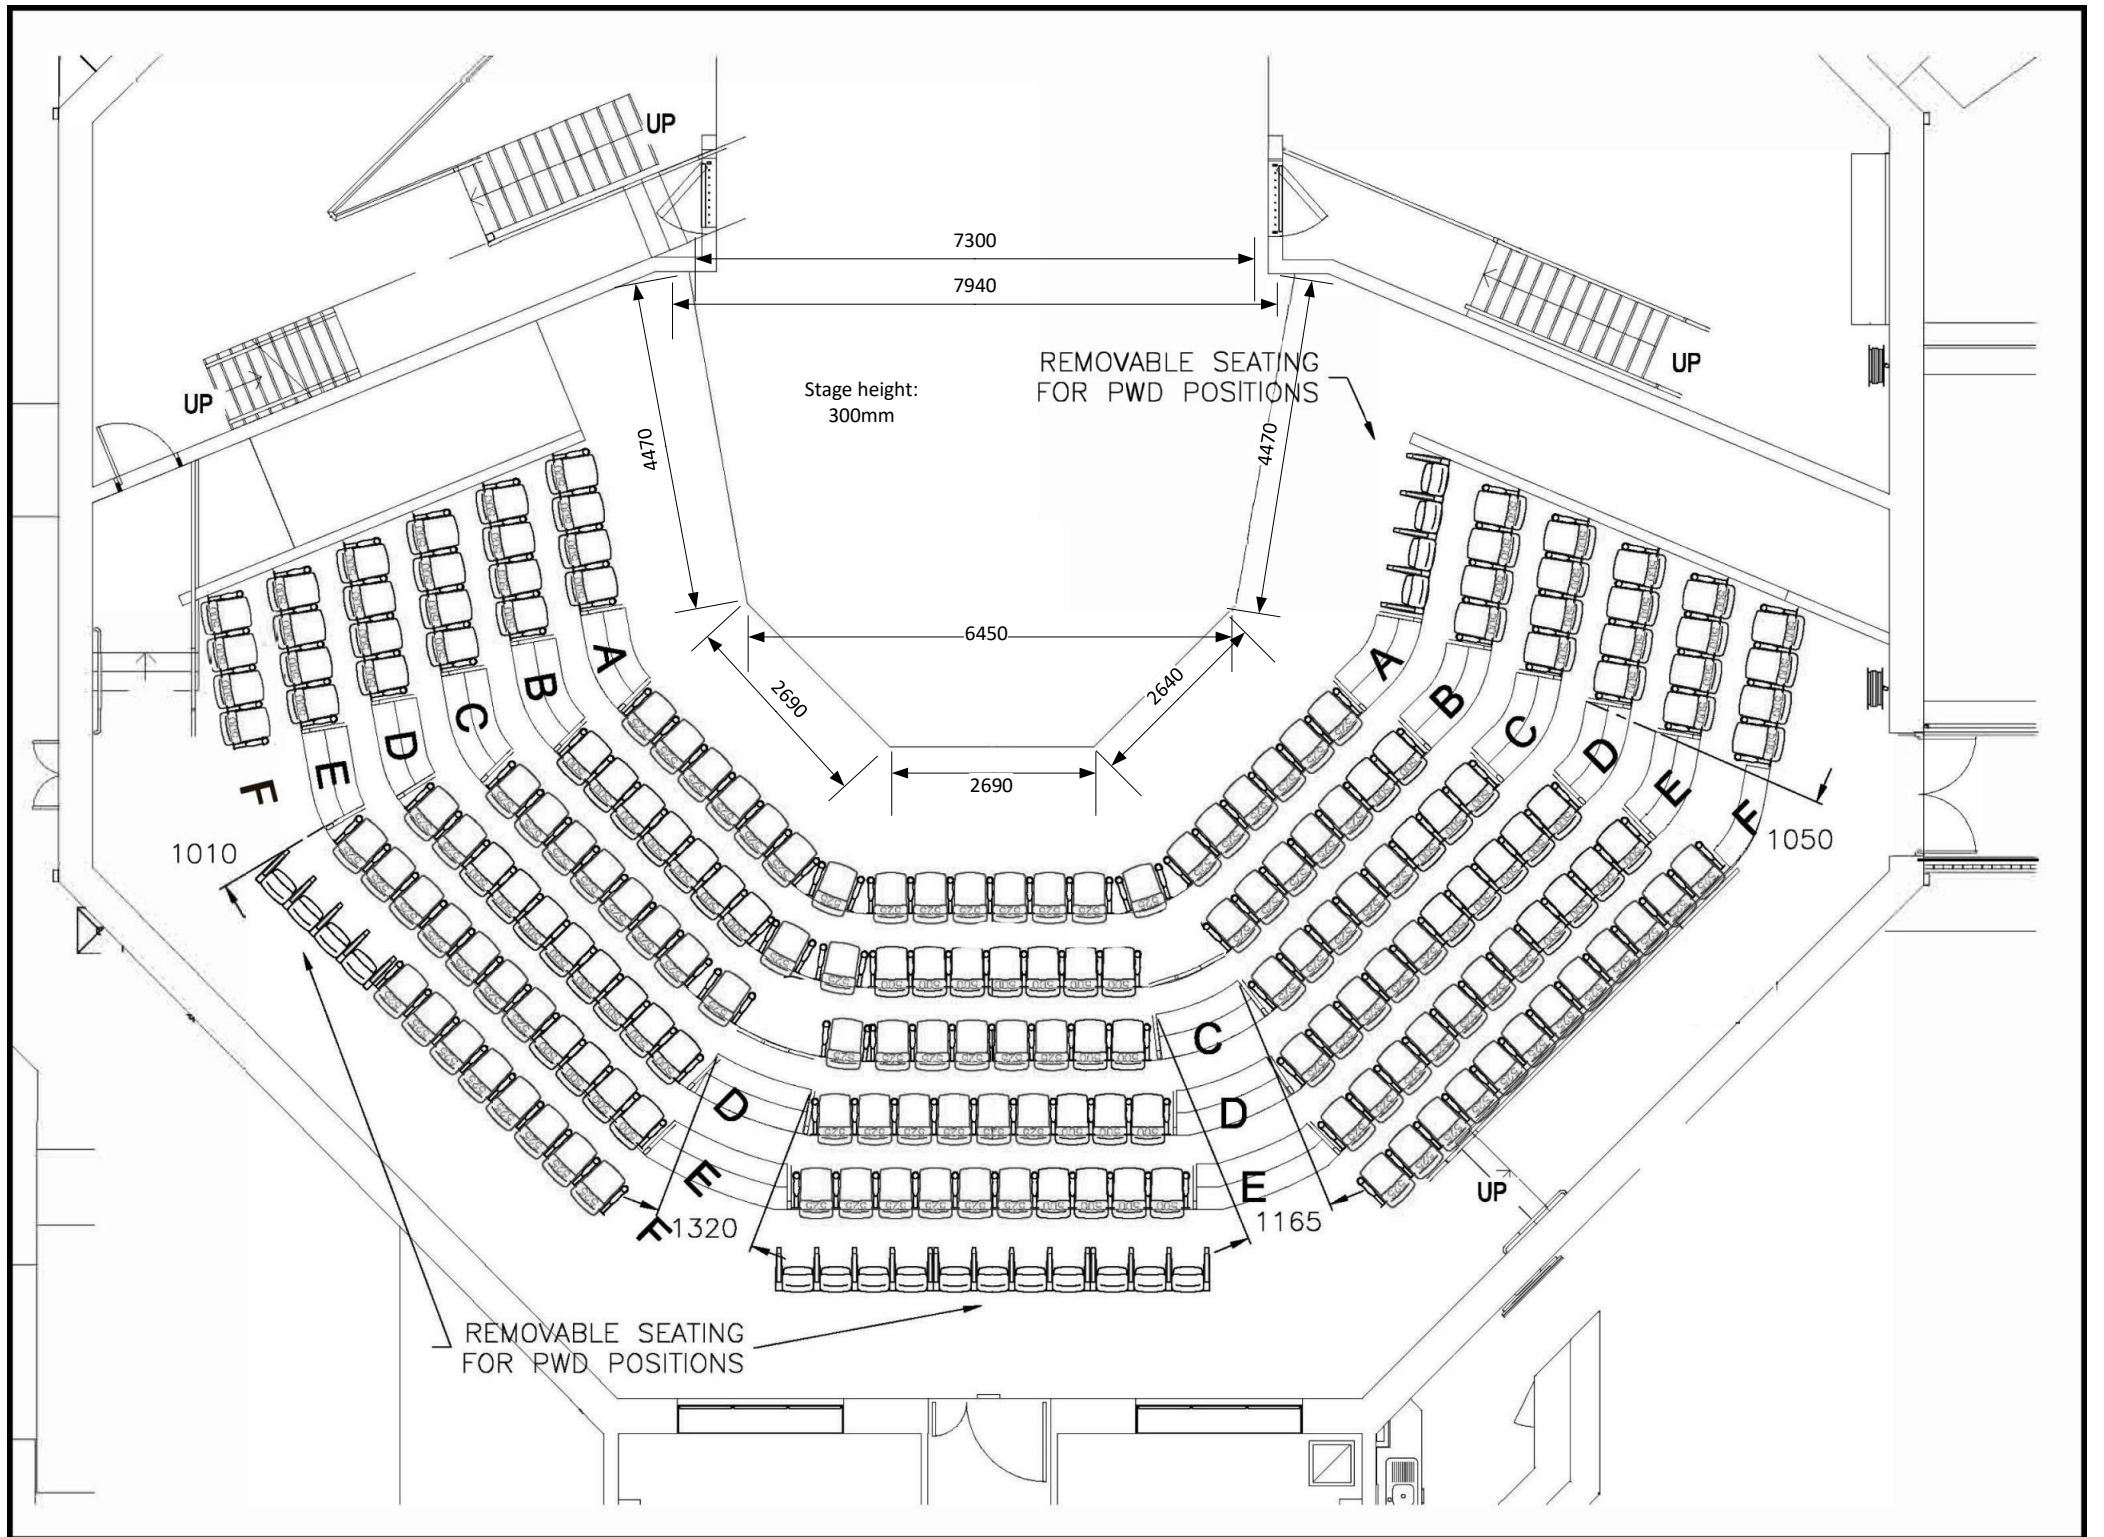 UP
7300
7940
REMOVABLE SEATING
FOR PWD POSITIONS
UP
UP
Stage height:
300mm
4470
4470
6450
2690
2640
2690
A
B
C
D
E
F
A
B
C
D
E
F
1010
1050
C
D
D
E
E
F
1320
1165
UP
REMOVABLE SEATING
FOR PWD POSITIONS